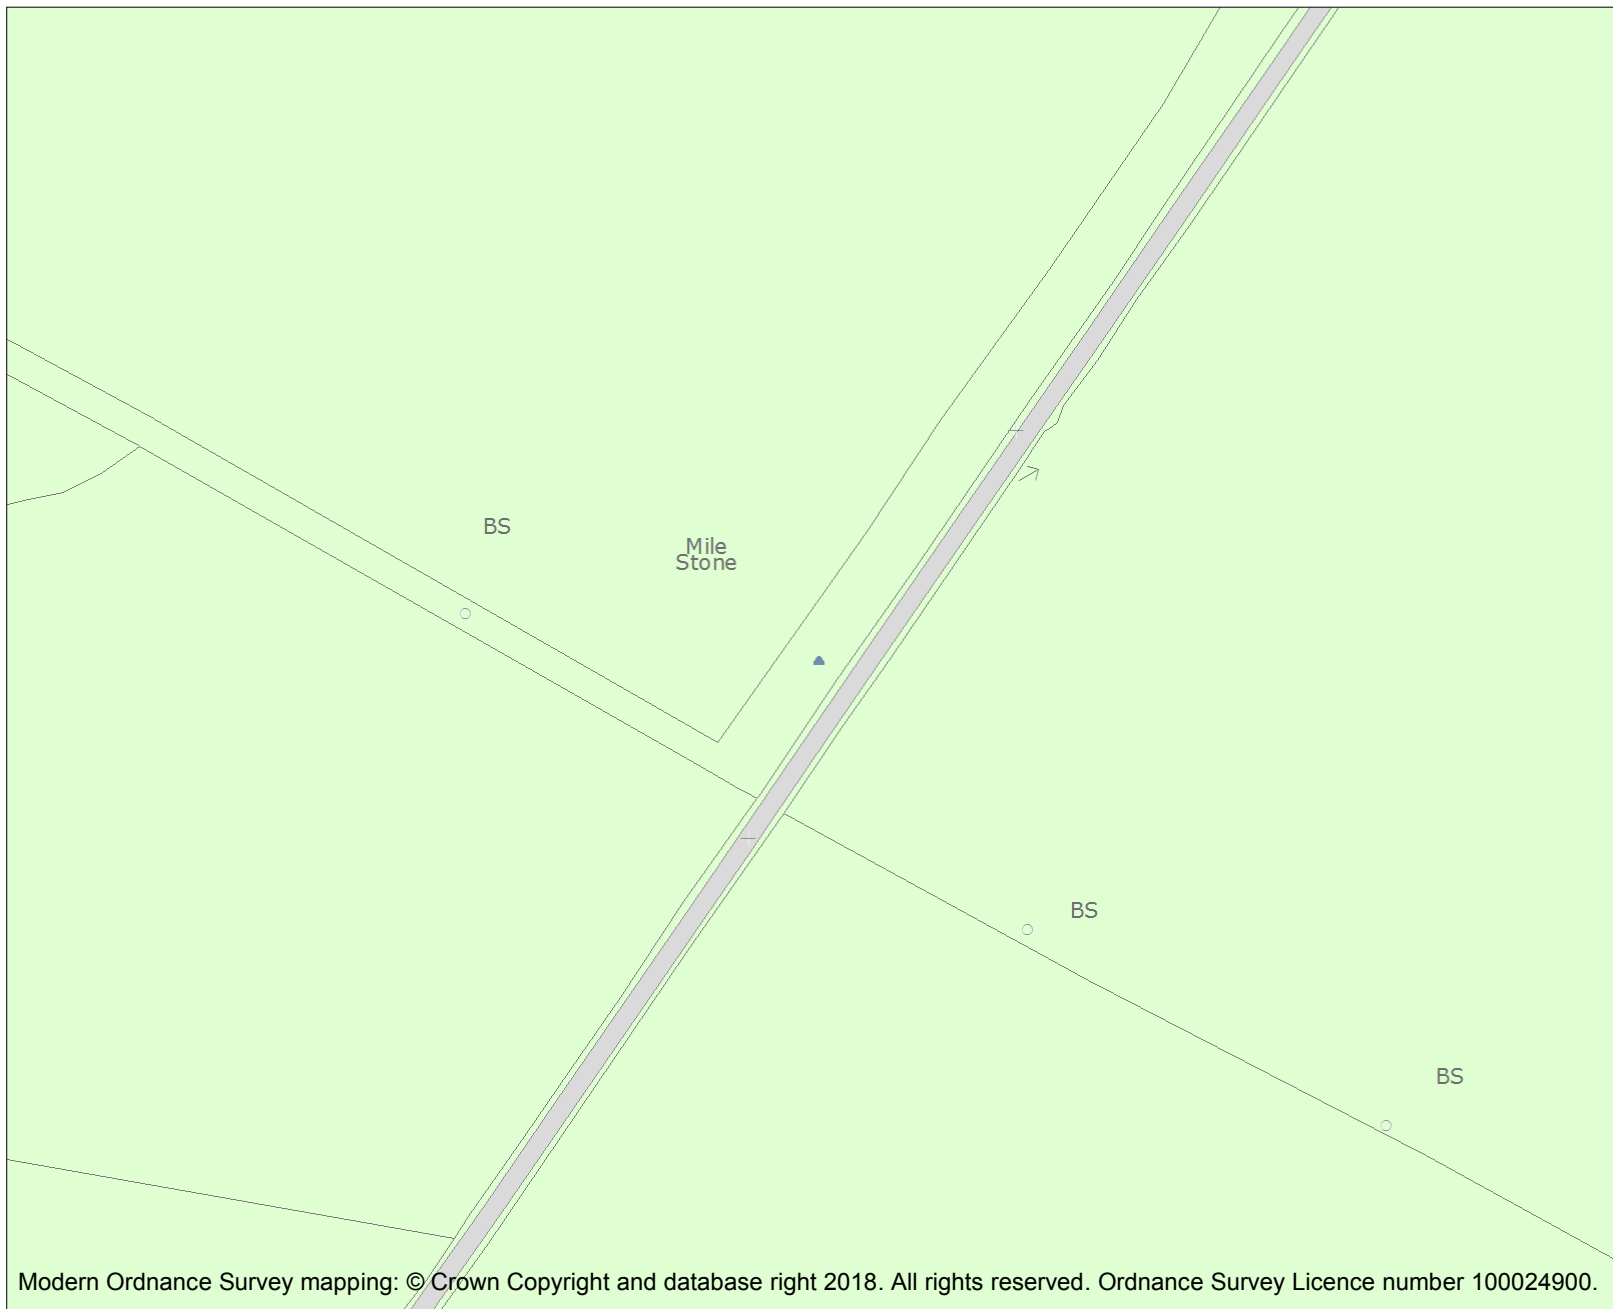 BS
Mile
Stone
BS
BS
Modern Ordnance Survey mapping: © Crown Copyright and database right 2018. All rights reserved. Ordnance Survey Licence number 100024900.